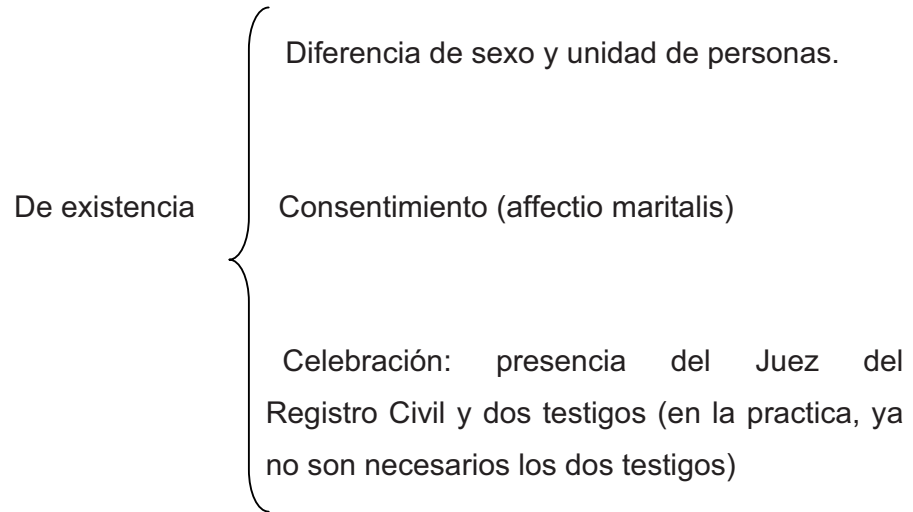 Diferencia de sexo y unidad de personas.
De existencia
Consentimiento (affectio maritalis)
Celebración: presencia del Juez del
Registro Civil y dos testigos (en la practica, ya
no son necesarios los dos testigos)